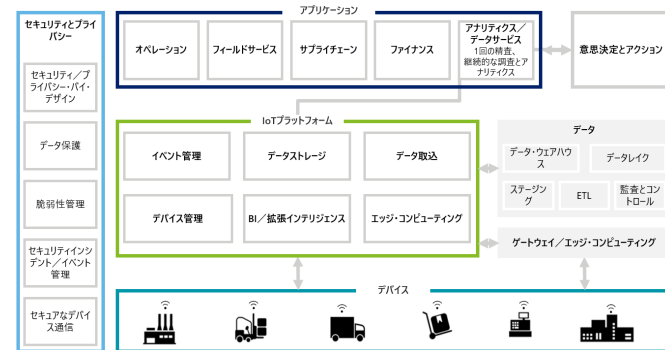 アプリケーション
セキュリティとプライ
バシー
セキュリティ／プ
ライバシー・バイ・
デザイン
データ保護
脆弱性管理
セキュリティインシ
デント／イベント
管理
セキュアなデバイ
ス通信
オペレーション
フィールドサービス
サプライチェーン
ファイナンス
アナリティクス／
データサービス
1回の精査、
継続的な調査とア
ナリティクス
意思決定とアクション
IoTプラットフォーム
イベント管理
データストレージ
データ取込
デバイス管理
BI／拡張インテリジェンス
エッジ・コンピューティング
データ
データ・ウェアハウ
ス
データレイク
ステージン
グ
ETL
監査とコン
トロール
ゲートウェイ／エッジ・コンピューティング
デバイス